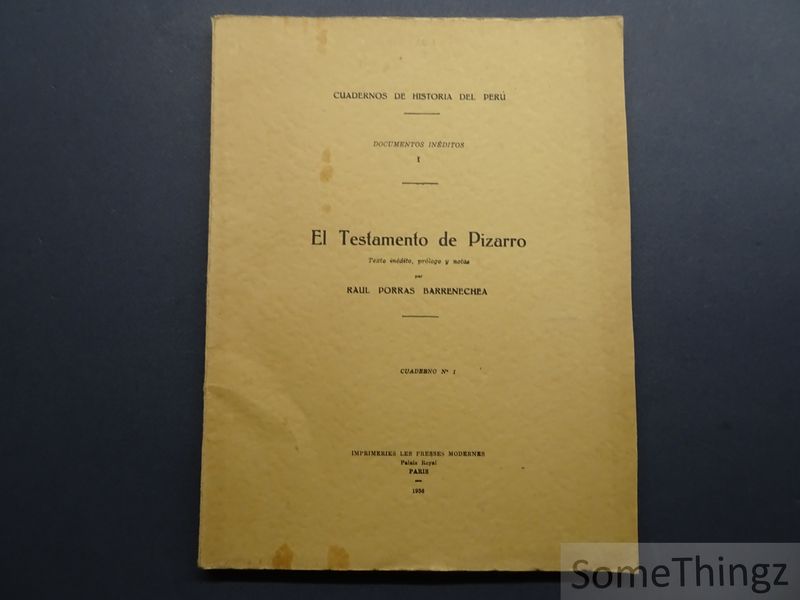 CUADERNOS DE HISTORIA DEL PERÚ
DOCUMENTOS INÉDITOS
I
El Testamento de Pizarro
Texto inédito, prólogo y notas
por
RAUL PORRAS BARRENECHEA
CUADERNO Nº 1
IMPRIMERIES LES PRESSES MODERNES
Palais Royal
PARIS
1936
SomeThingz